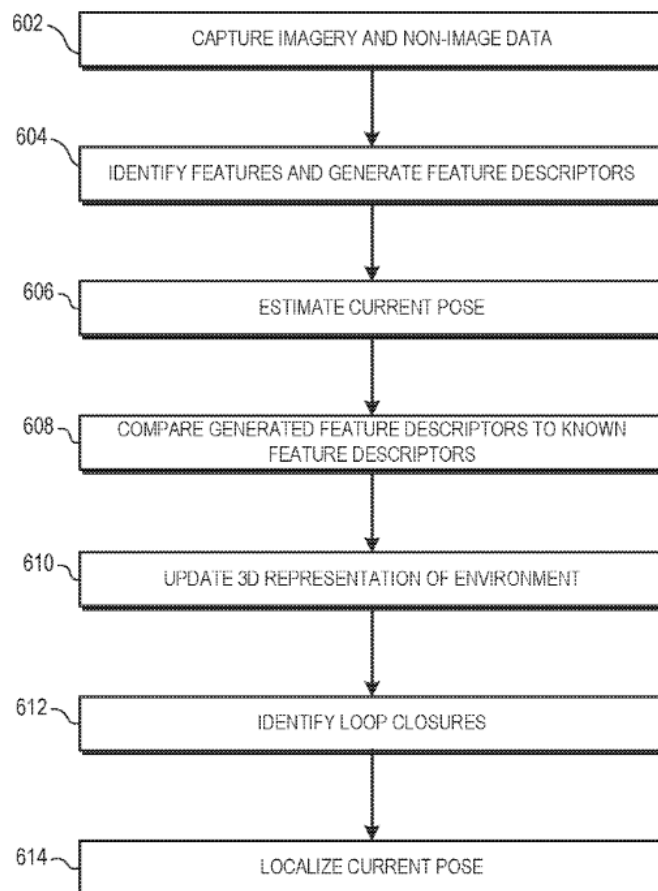 602
CAPTURE IMAGERY AND NON-IMAGE DATA
604
IDENTIFY FEATURES AND GENERATE FEATURE DESCRIPTORS
606
ESTIMATE CURRENT POSE
608
COMPARE GENERATED FEATURE DESCRIPTORS TO KNOWN
FEATURE DESCRIPTORS
610
UPDATE 3D REPRESENTATION OF ENVIRONMENT
612
IDENTIFY LOOP CLOSURES
614
LOCALIZE CURRENT POSE